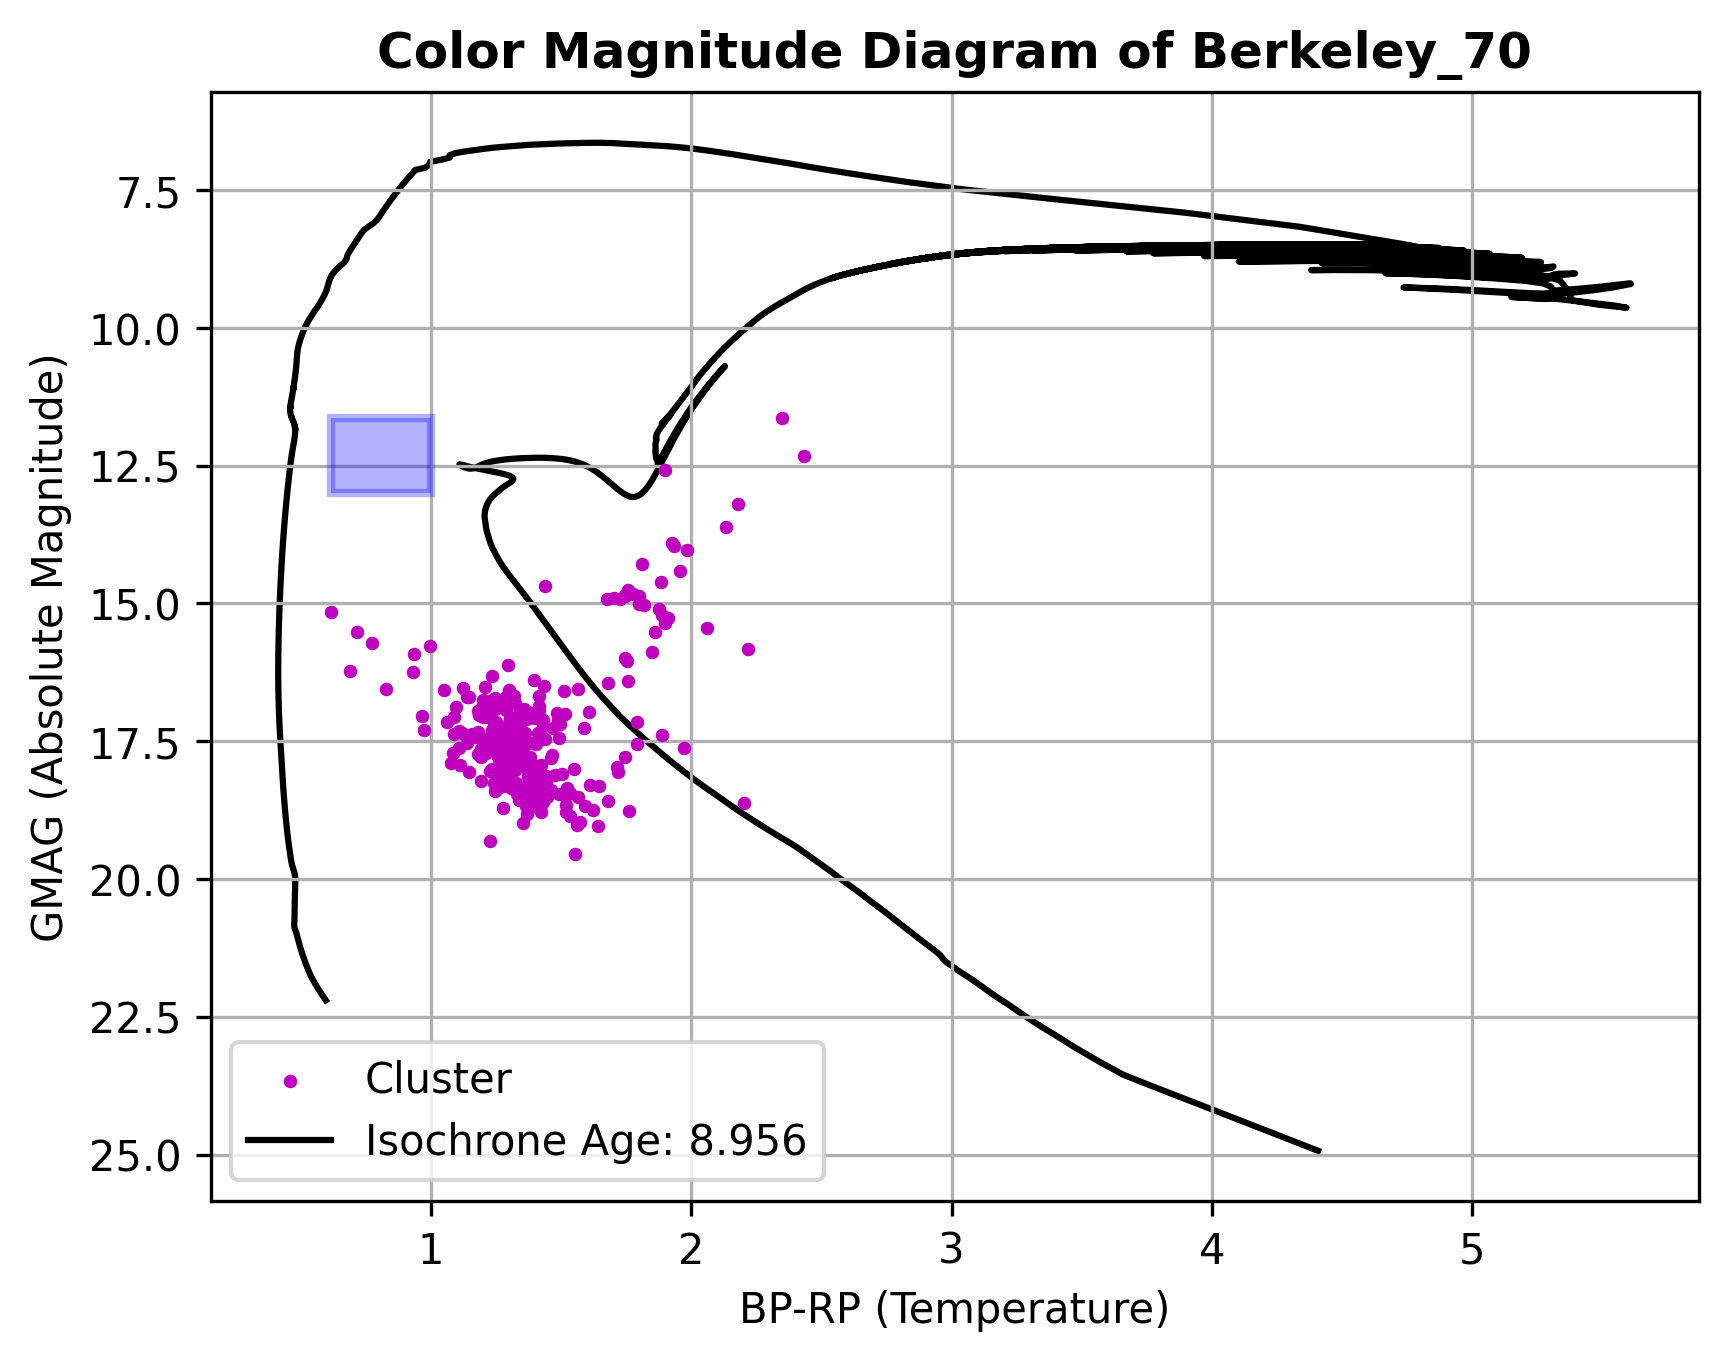 Color Magnitude Diagram of Berkeley_70
GMAG (Absolute Magnitude)
7.5
10.0
12.5
15.0
17.5
20.0
22.5
25.0
Cluster
Isochrone Age: 8.956
1 2 3 4 5
BP-RP (Temperature)